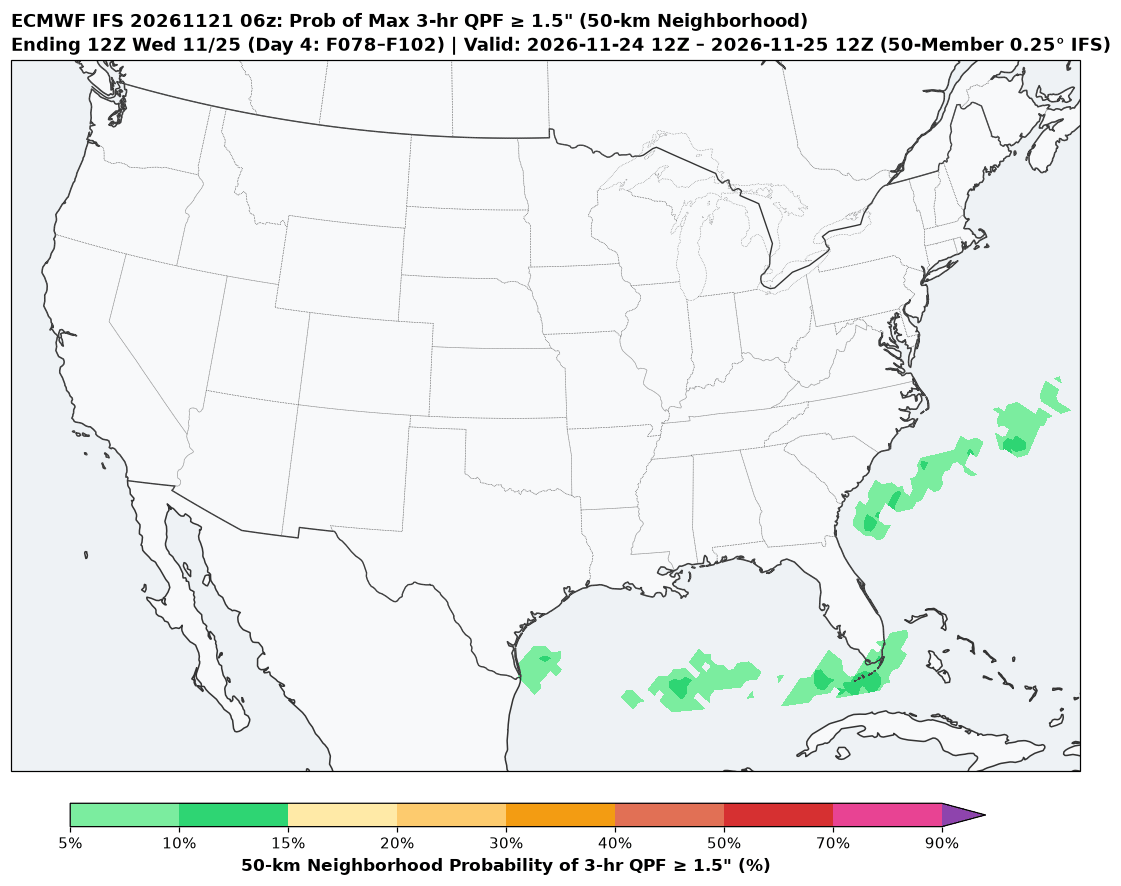 ECMWF IFS 20261121 06z: Prob of Max 3-hr QPF ≥ 1.5" (50-km Neighborhood)
Ending 12Z Wed 11/25 (Day 4: F078–F102) | Valid: 2026-11-24 12Z – 2026-11-25 12Z (50-Member 0.25° IFS)
5% 10% 15% 20% 30% 40% 50% 70% 90%
50-km Neighborhood Probability of 3-hr QPF ≥ 1.5" (%)